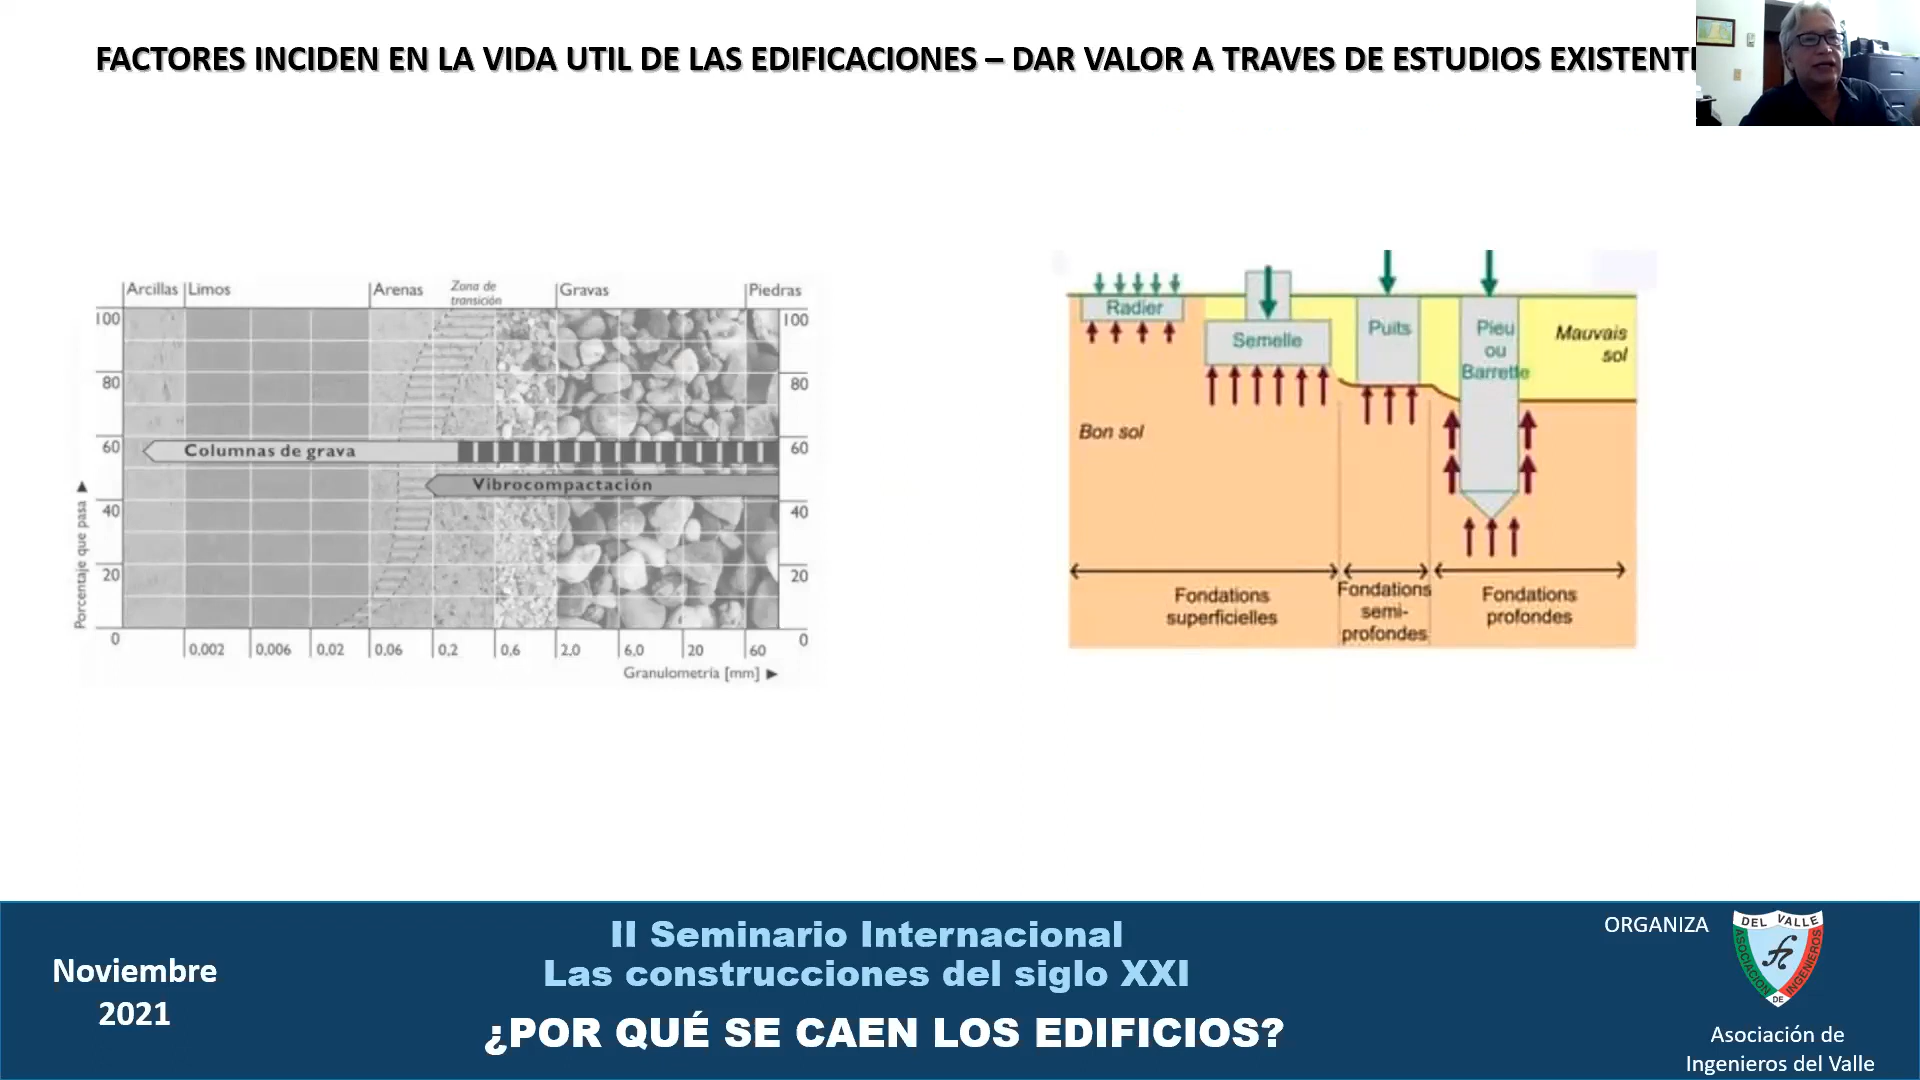 FACTORES INCIDEN EN LA VIDA UTIL DE LAS EDIFICACIONES – DAR VALOR A TRAVES DE ESTUDIOS EXISTENT
Arcillas Limos Arenas Zona de transición Gravas Piedras
100 100
80 80
60 60
Columnas de grava
Vibrocompactación
40 40
20 20
0 0
Porcentaje que pasa
0,002 0,006 0,02 0,06 0,2 0,6 2,0 6,0 20 60
Granulometría [mm]
Radier
Semelle
Puits
Pieu
ou
Barrette
Mauvais
sol
Bon sol
Fondations
superficielles
Fondations
semi-
profondes
Fondations
profondes
Noviembre
2021
II Seminario Internacional
Las construcciones del siglo XXI
¿POR QUÉ SE CAEN LOS EDIFICIOS?
ORGANIZA
DEL VALLE
ASOCIACION
DE
INGENIEROS
Asociación de
Ingenieros del Valle